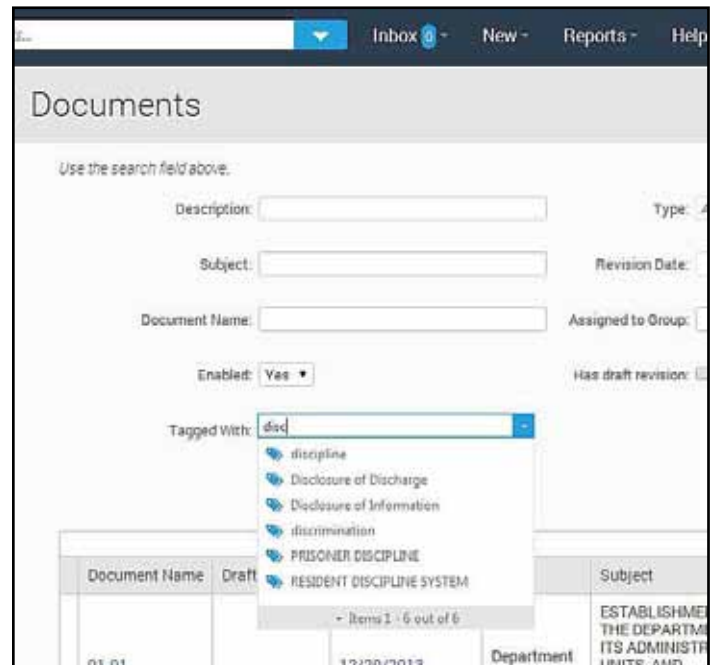 Inbox 0 New Reports Help
Documents
Use the search field above.
Description: Type:
Subject: Revision Date:
Document Name: Assigned to Group:
Enabled: Yes Has draft revision:
Tagged With: disc
discipline
Disclosure of Discharge
Disclosure of Information
discrimination
PRISONER DISCIPLINE
RESIDENT DISCIPLINE SYSTEM
Items 1 - 6 out of 6
Document Name Draft Subject
THE
ITS
UNITS, AND
01.01 12/20/2013 Department